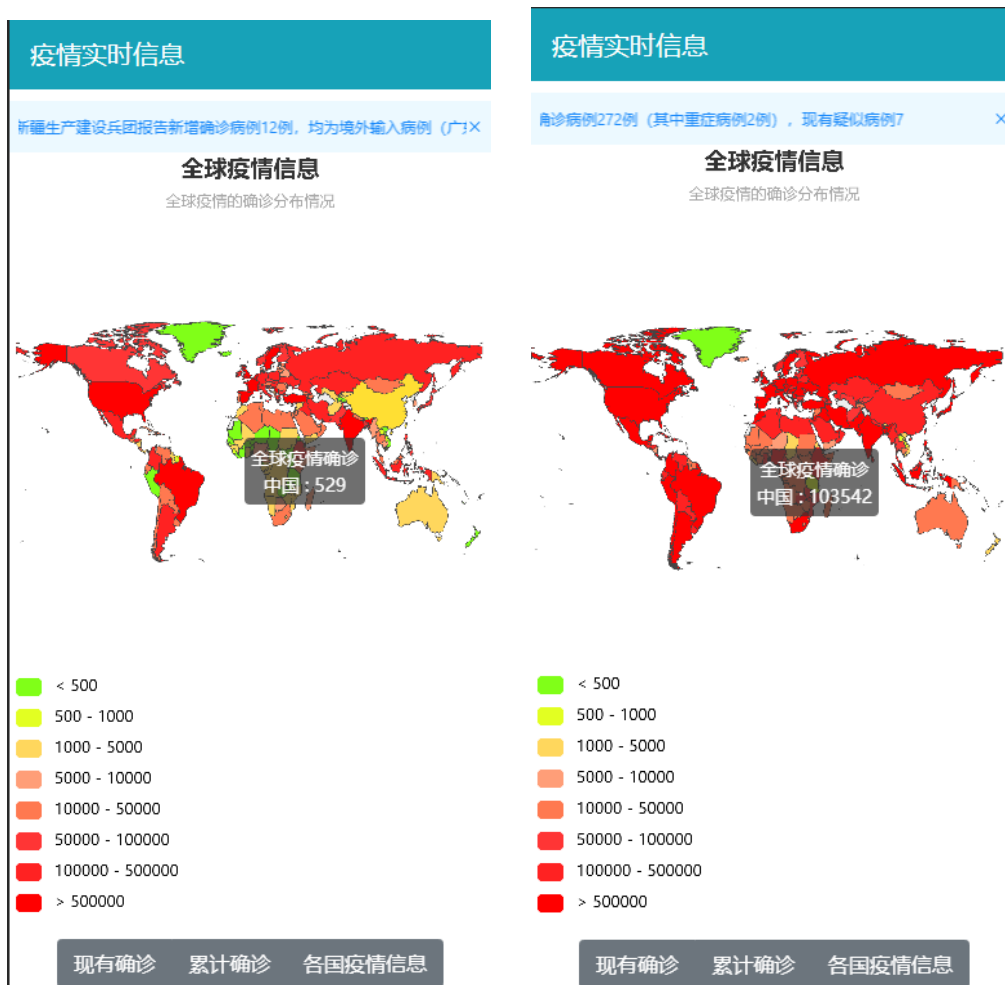 疫情实时信息
新疆生产建设兵团报告新增确诊病例12例，均为境外输入病例（广
×
全球疫情信息
全球疫情的确诊分布情况
全球疫情确诊
中国 : 529
< 500
500 - 1000
1000 - 5000
5000 - 10000
10000 - 50000
50000 - 100000
100000 - 500000
> 500000
现有确诊 累计确诊 各国疫情信息
疫情实时信息
确诊病例272例（其中重症病例2例），现有疑似病例7
×
全球疫情信息
全球疫情的确诊分布情况
全球疫情确诊
中国 : 103542
< 500
500 - 1000
1000 - 5000
5000 - 10000
10000 - 50000
50000 - 100000
100000 - 500000
> 500000
现有确诊 累计确诊 各国疫情信息